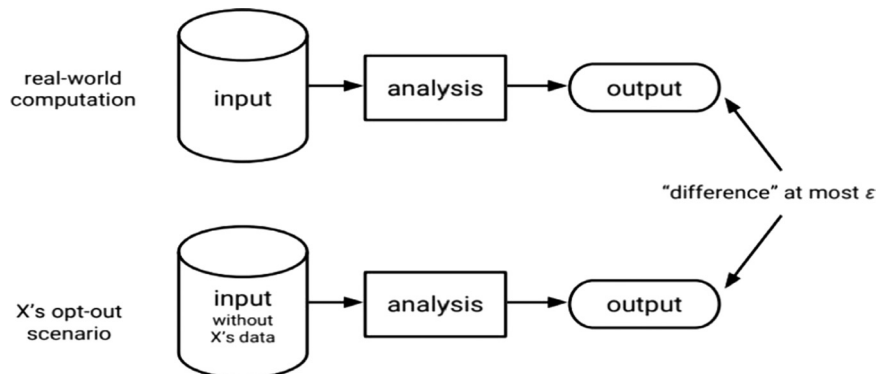 real-world
computation
input
analysis
output
“difference” at most ε
X's opt-out
scenario
input
without
X's data
analysis
output